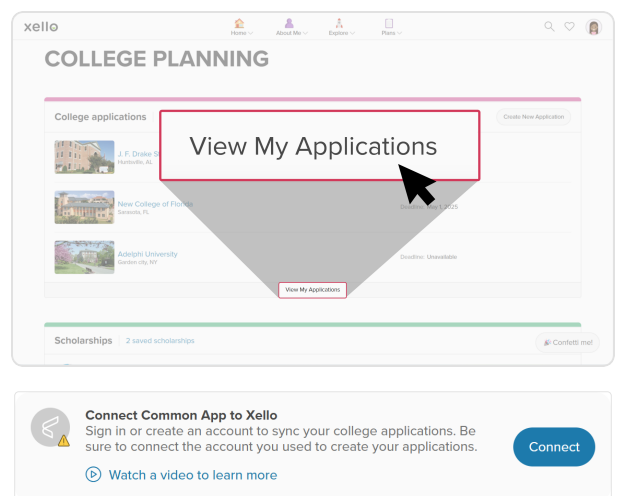 xello
Home
About Me
Explore
Plans
COLLEGE PLANNING
College applications
Create New Application
View My Applications
J. F. Drake St
Huntsville, AL
New College of Florida
Sarasota, FL
Deadline: May 1, 2025
Adelphi University
Garden city, NY
Deadline: Unavailable
View My Applications
Scholarships
2 saved scholarships
Confetti me!
Connect Common App to Xello
Sign in or create an account to sync your college applications. Be
sure to connect the account you used to create your applications.
Connect
Watch a video to learn more